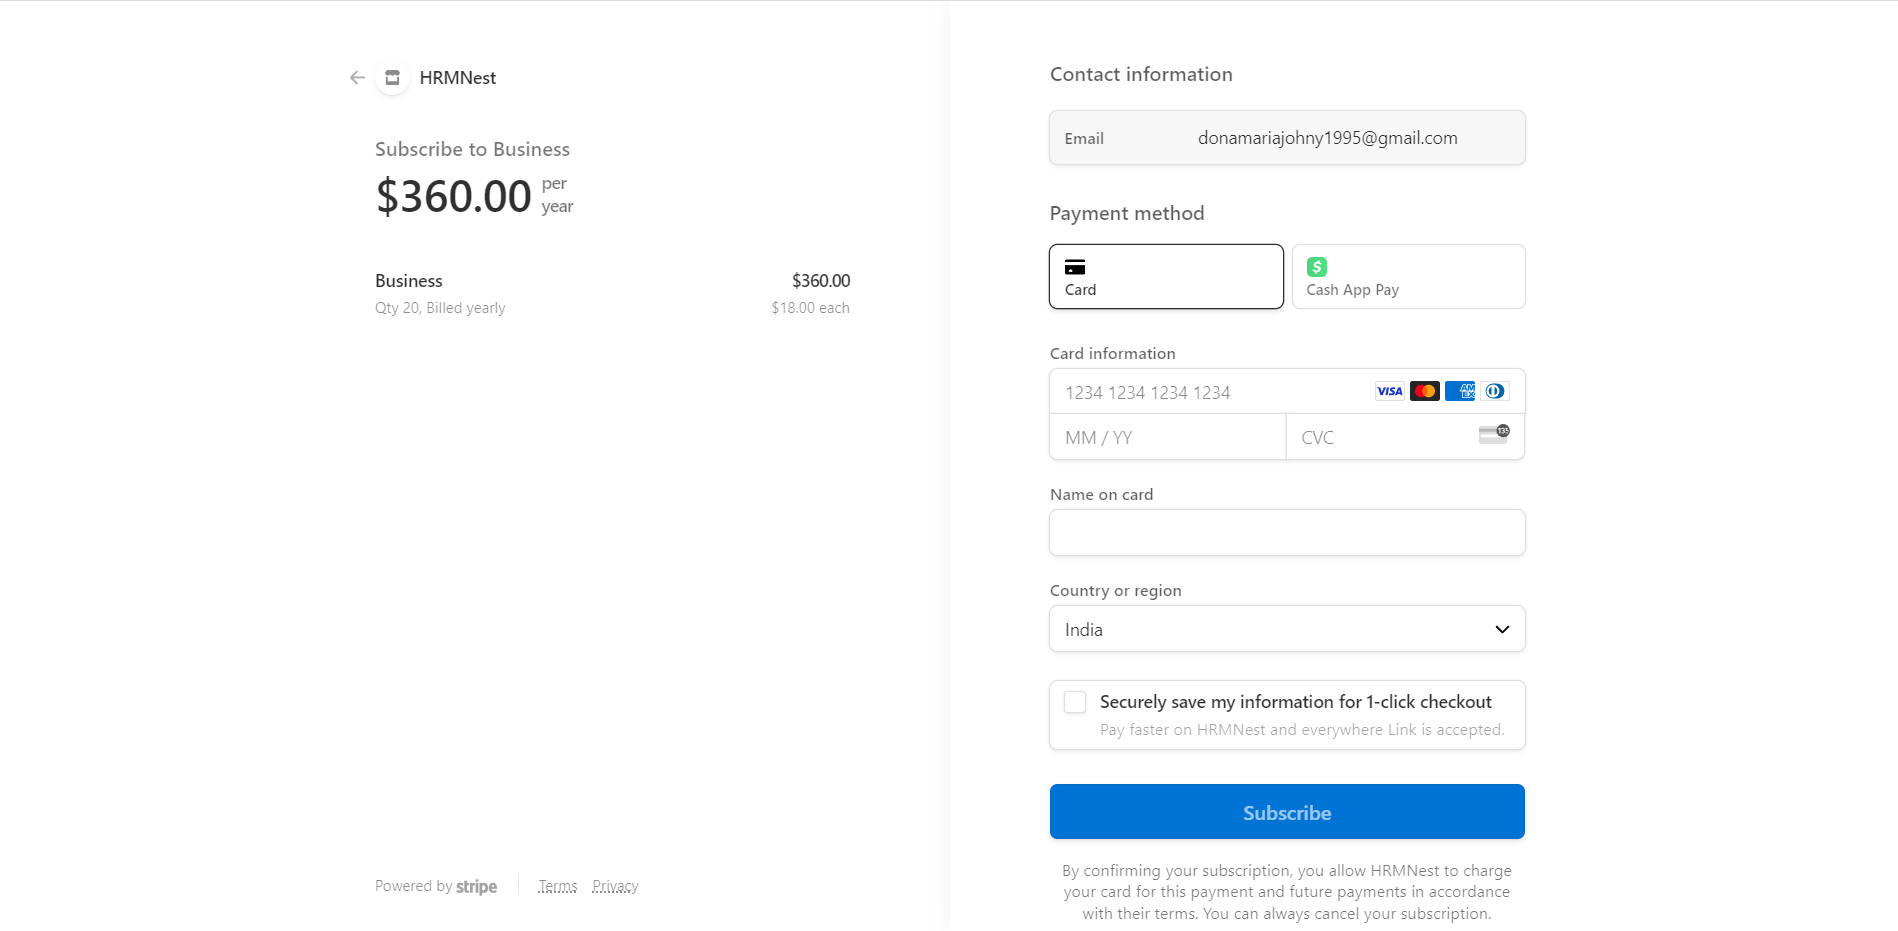 HRMNest
Subscribe to Business
$360.00 per
year
Business $360.00
Qty 20, Billed yearly $18.00 each
Powered by stripe Terms Privacy
Contact information
Email donamariajohny1995@gmail.com
Payment method
Card
$
Cash App Pay
Card information
1234 1234 1234 1234 VISA AM EX
MM / YY CVC 135
Name on card
Country or region
India
Securely save my information for 1-click checkout
Pay faster on HRMNest and everywhere Link is accepted.
Subscribe
By confirming your subscription, you allow HRMNest to charge
your card for this payment and future payments in accordance
with their terms. You can always cancel your subscription.